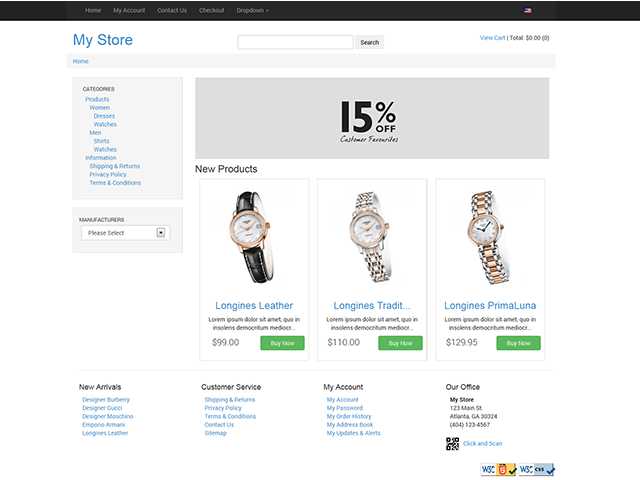 Home My Account Contact Us Checkout Dropdown
My Store
Search
View Cart | Total: $0.00 (0)
Home
CATEGORIES
Products
Women
Dresses
Watches
Men
Shirts
Watches
Information
Shipping & Returns
Privacy Policy
Terms & Conditions
MANUFACTURERS
Please Select
15% OFF
Customer Favourites
New Products
Longines Leather
Lorem ipsum dolor sit amet, quo in
insolens democritum mediocr...
$99.00 Buy Now
Longines Tradit...
Lorem ipsum dolor sit amet, quo in
insolens democritum mediocr...
$110.00 Buy Now
Longines PrimaLuna
Lorem ipsum dolor sit amet, quo in
insolens democritum mediocr...
$129.95 Buy Now
New Arrivals
Designer Burberry
Designer Gucci
Designer Moschino
Emporio Armani
Longines Leather
Customer Service
Shipping & Returns
Privacy Policy
Terms & Conditions
Contact Us
Sitemap
My Account
My Account
My Password
My Order History
My Address Book
My Updates & Alerts
Our Office
My Store
123 Main St.
Atlanta, GA 30324
(404) 123-4567
Click and Scan
W3C 5 W3C css